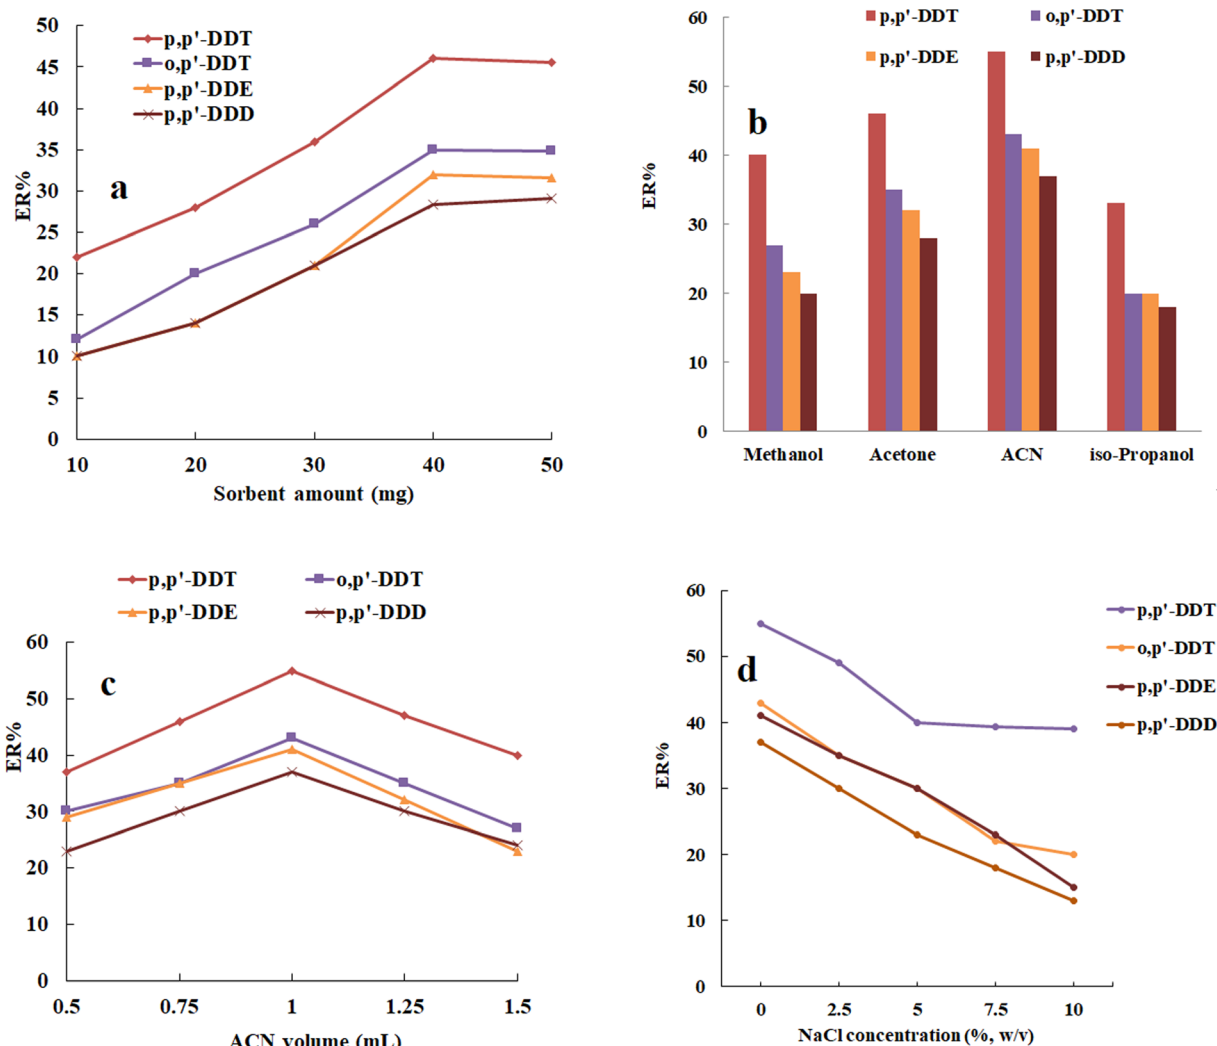 p,p'-DDT
o,p'-DDT
p,p'-DDE
p,p'-DDD
a
ER%
50
45
40
35
30
25
20
15
10
5
0
10 20 30 40 50
Sorbent amount (mg)
p,p'-DDT o,p'-DDT
p,p'-DDE p,p'-DDD
b
ER%
60
50
40
30
20
10
0
Methanol Acetone ACN iso-Propanol
p,p'-DDT o,p'-DDT
p,p'-DDE p,p'-DDD
c
ER%
60
50
40
30
20
10
0
0.5 0.75 1 1.25 1.5
ACN volume (mL)
p,p'-DDT
o,p'-DDT
p,p'-DDE
p,p'-DDD
d
ER%
60
50
40
30
20
10
0
0 2.5 5 7.5 10
NaCl concentration (%, w/v)